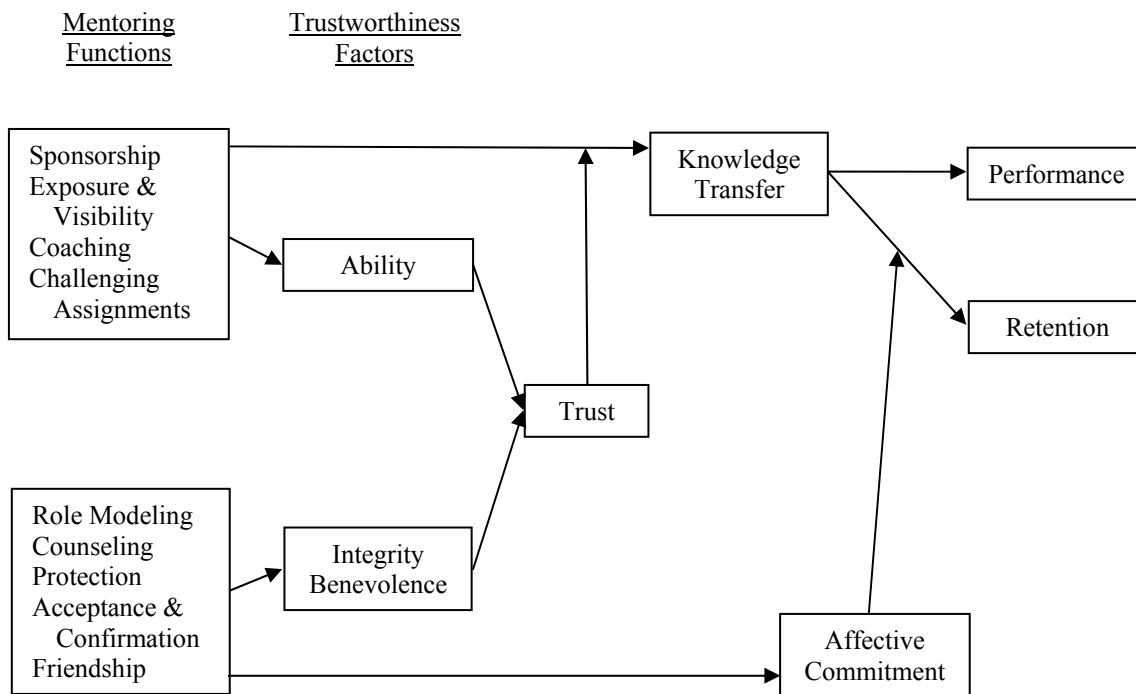 Mentoring
Functions
Trustworthiness
Factors
Sponsorship
Exposure &
Visibility
Coaching
Challenging
Assignments
Ability
Knowledge
Transfer
Performance
Retention
Trust
Role Modeling
Counseling
Protection
Acceptance &
Confirmation
Friendship
Integrity
Benevolence
Affective
Commitment